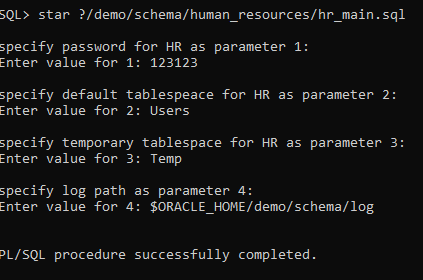 SQL> star ?/demo/schema/human_resources/hr_main.sql
specify password for HR as parameter 1:
Enter value for 1: 123123
specify default tablespeace for HR as parameter 2:
Enter value for 2: Users
specify temporary tablespace for HR as parameter 3:
Enter value for 3: Temp
specify log path as parameter 4:
Enter value for 4: $ORACLE_HOME/demo/schema/log
PL/SQL procedure successfully completed.